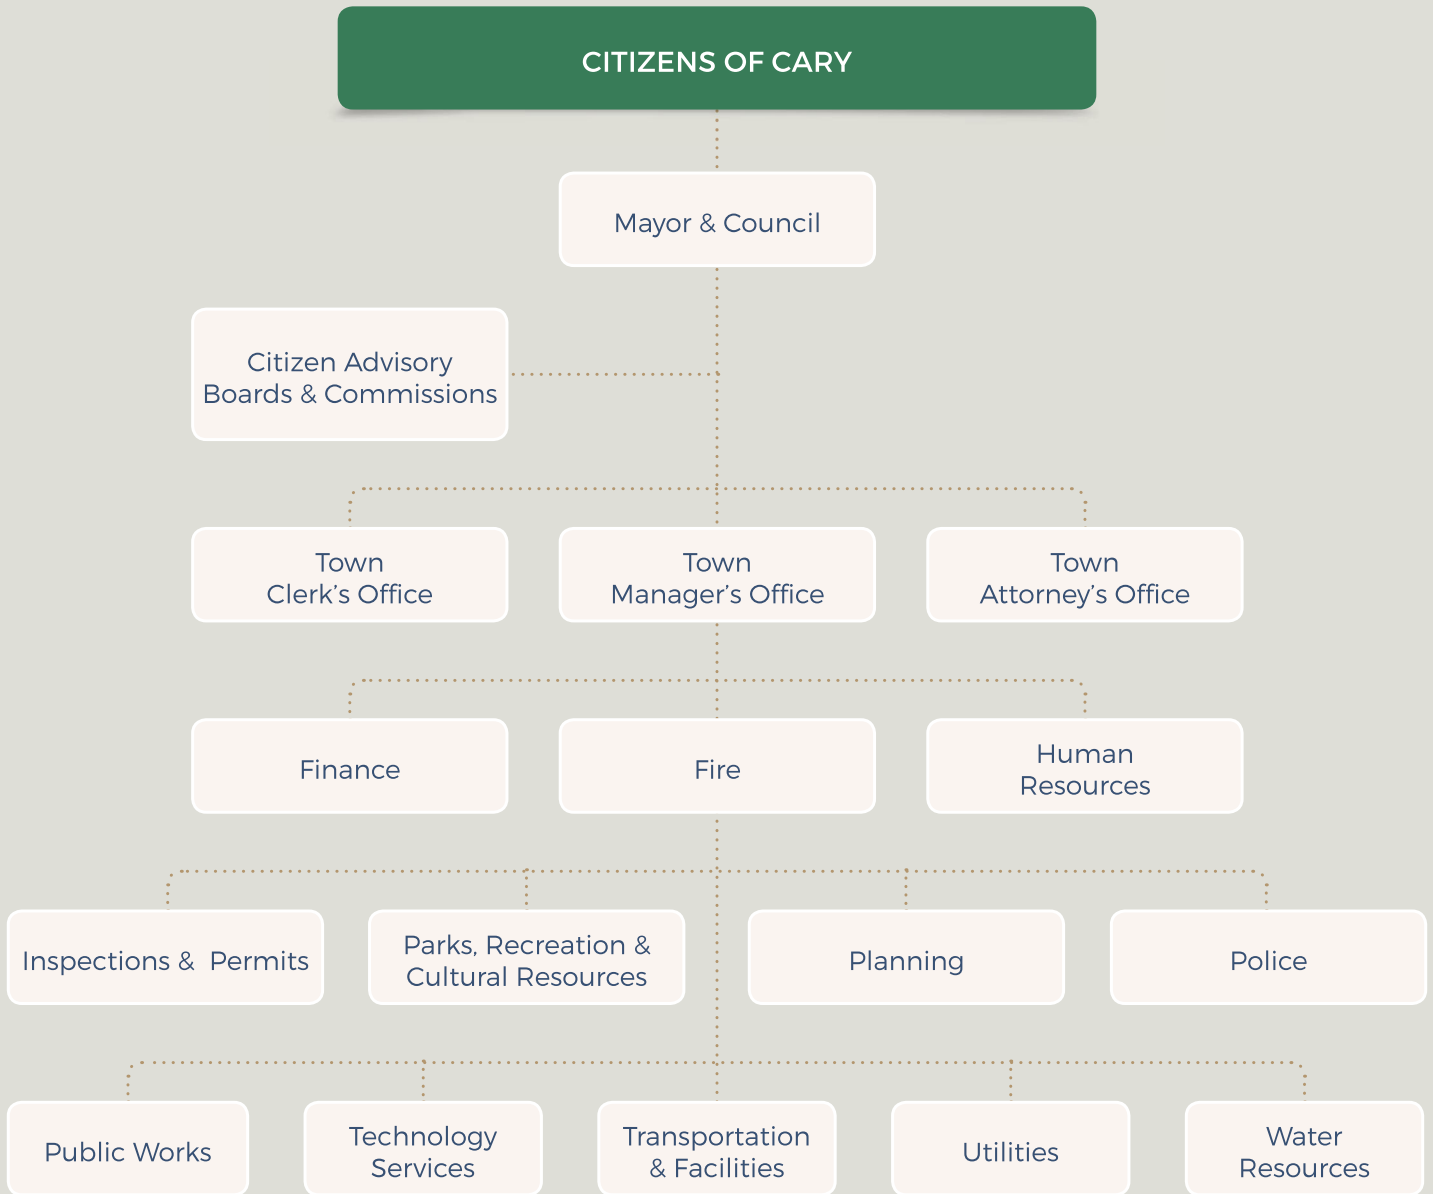 CITIZENS OF CARY
Mayor & Council
Citizen Advisory
Boards & Commissions
Town
Clerk’s Office
Town
Manager’s Office
Town
Attorney’s Office
Finance
Fire
Human
Resources
Inspections &  Permits
Parks, Recreation &
Cultural Resources
Planning
Police
Public Works
Technology
Services
Transportation
& Facilities
Utilities
Water
Resources